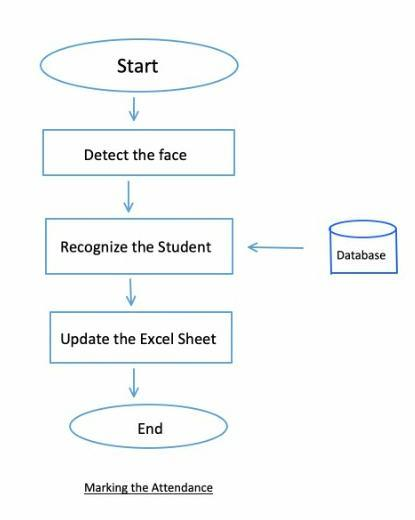 Start
Detect the face
Recognize the Student
Database
Update the Excel Sheet
End
Marking the Attendance